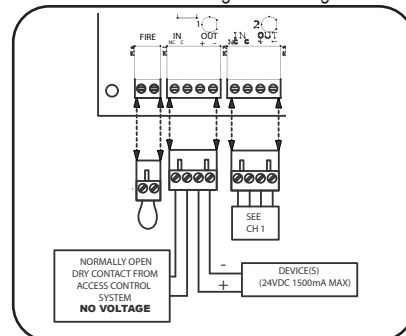 1 2
FIRE IN OUT IN OUT
NC C + - NC C + -
SEE
CH 1
NORMALLY OPEN
DRY CONTACT FROM
ACCESS CONTROL
SYSTEM
NO VOLTAGE
-
+
DEVICE(S)
(24VDC 1500mA MAX)